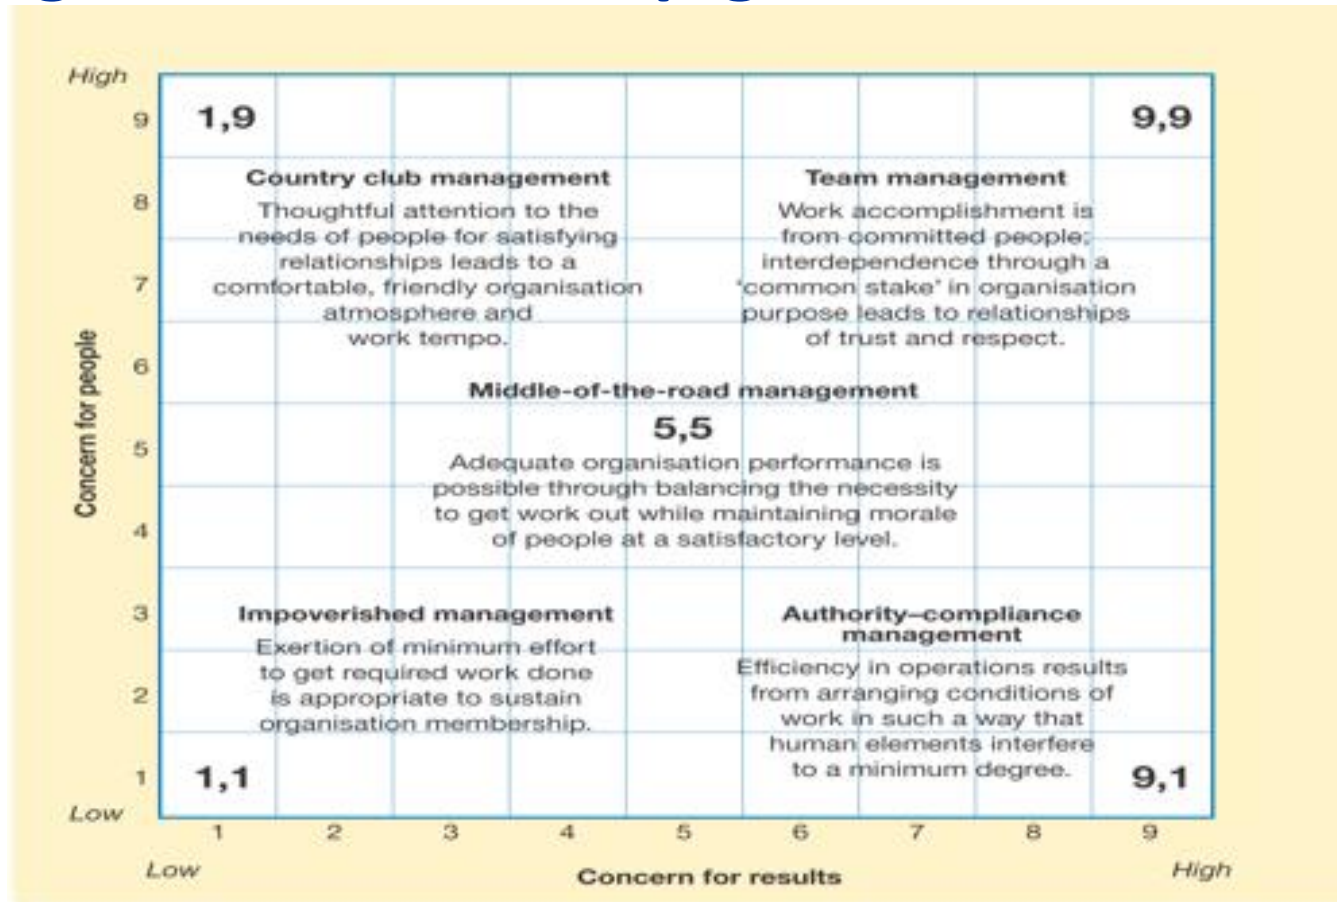 High
9
1,9
9,9
Country club management
Thoughtful attention to the
needs of people for satisfying
relationships leads to a
comfortable, friendly organisation
atmosphere and
work tempo.
Team management
Work accomplishment is
from committed people;
interdependence through a
'common stake' in organisation
purpose leads to relationships
of trust and respect.
8
7
6
Concern for people
Middle-of-the-road management
5,5
5
Adequate organisation performance is
possible through balancing the necessity
to get work out while maintaining morale
of people at a satisfactory level.
4
3
Impoverished management
Exertion of minimum effort
to get required work done
is appropriate to sustain
organisation membership.
Authority–compliance
management
Efficiency in operations results
from arranging conditions of
work in such a way that
human elements interfere
to a minimum degree.
2
1
1,1
9,1
Low
1 2 3 4 5 6 7 8 9
Low
Concern for results
High